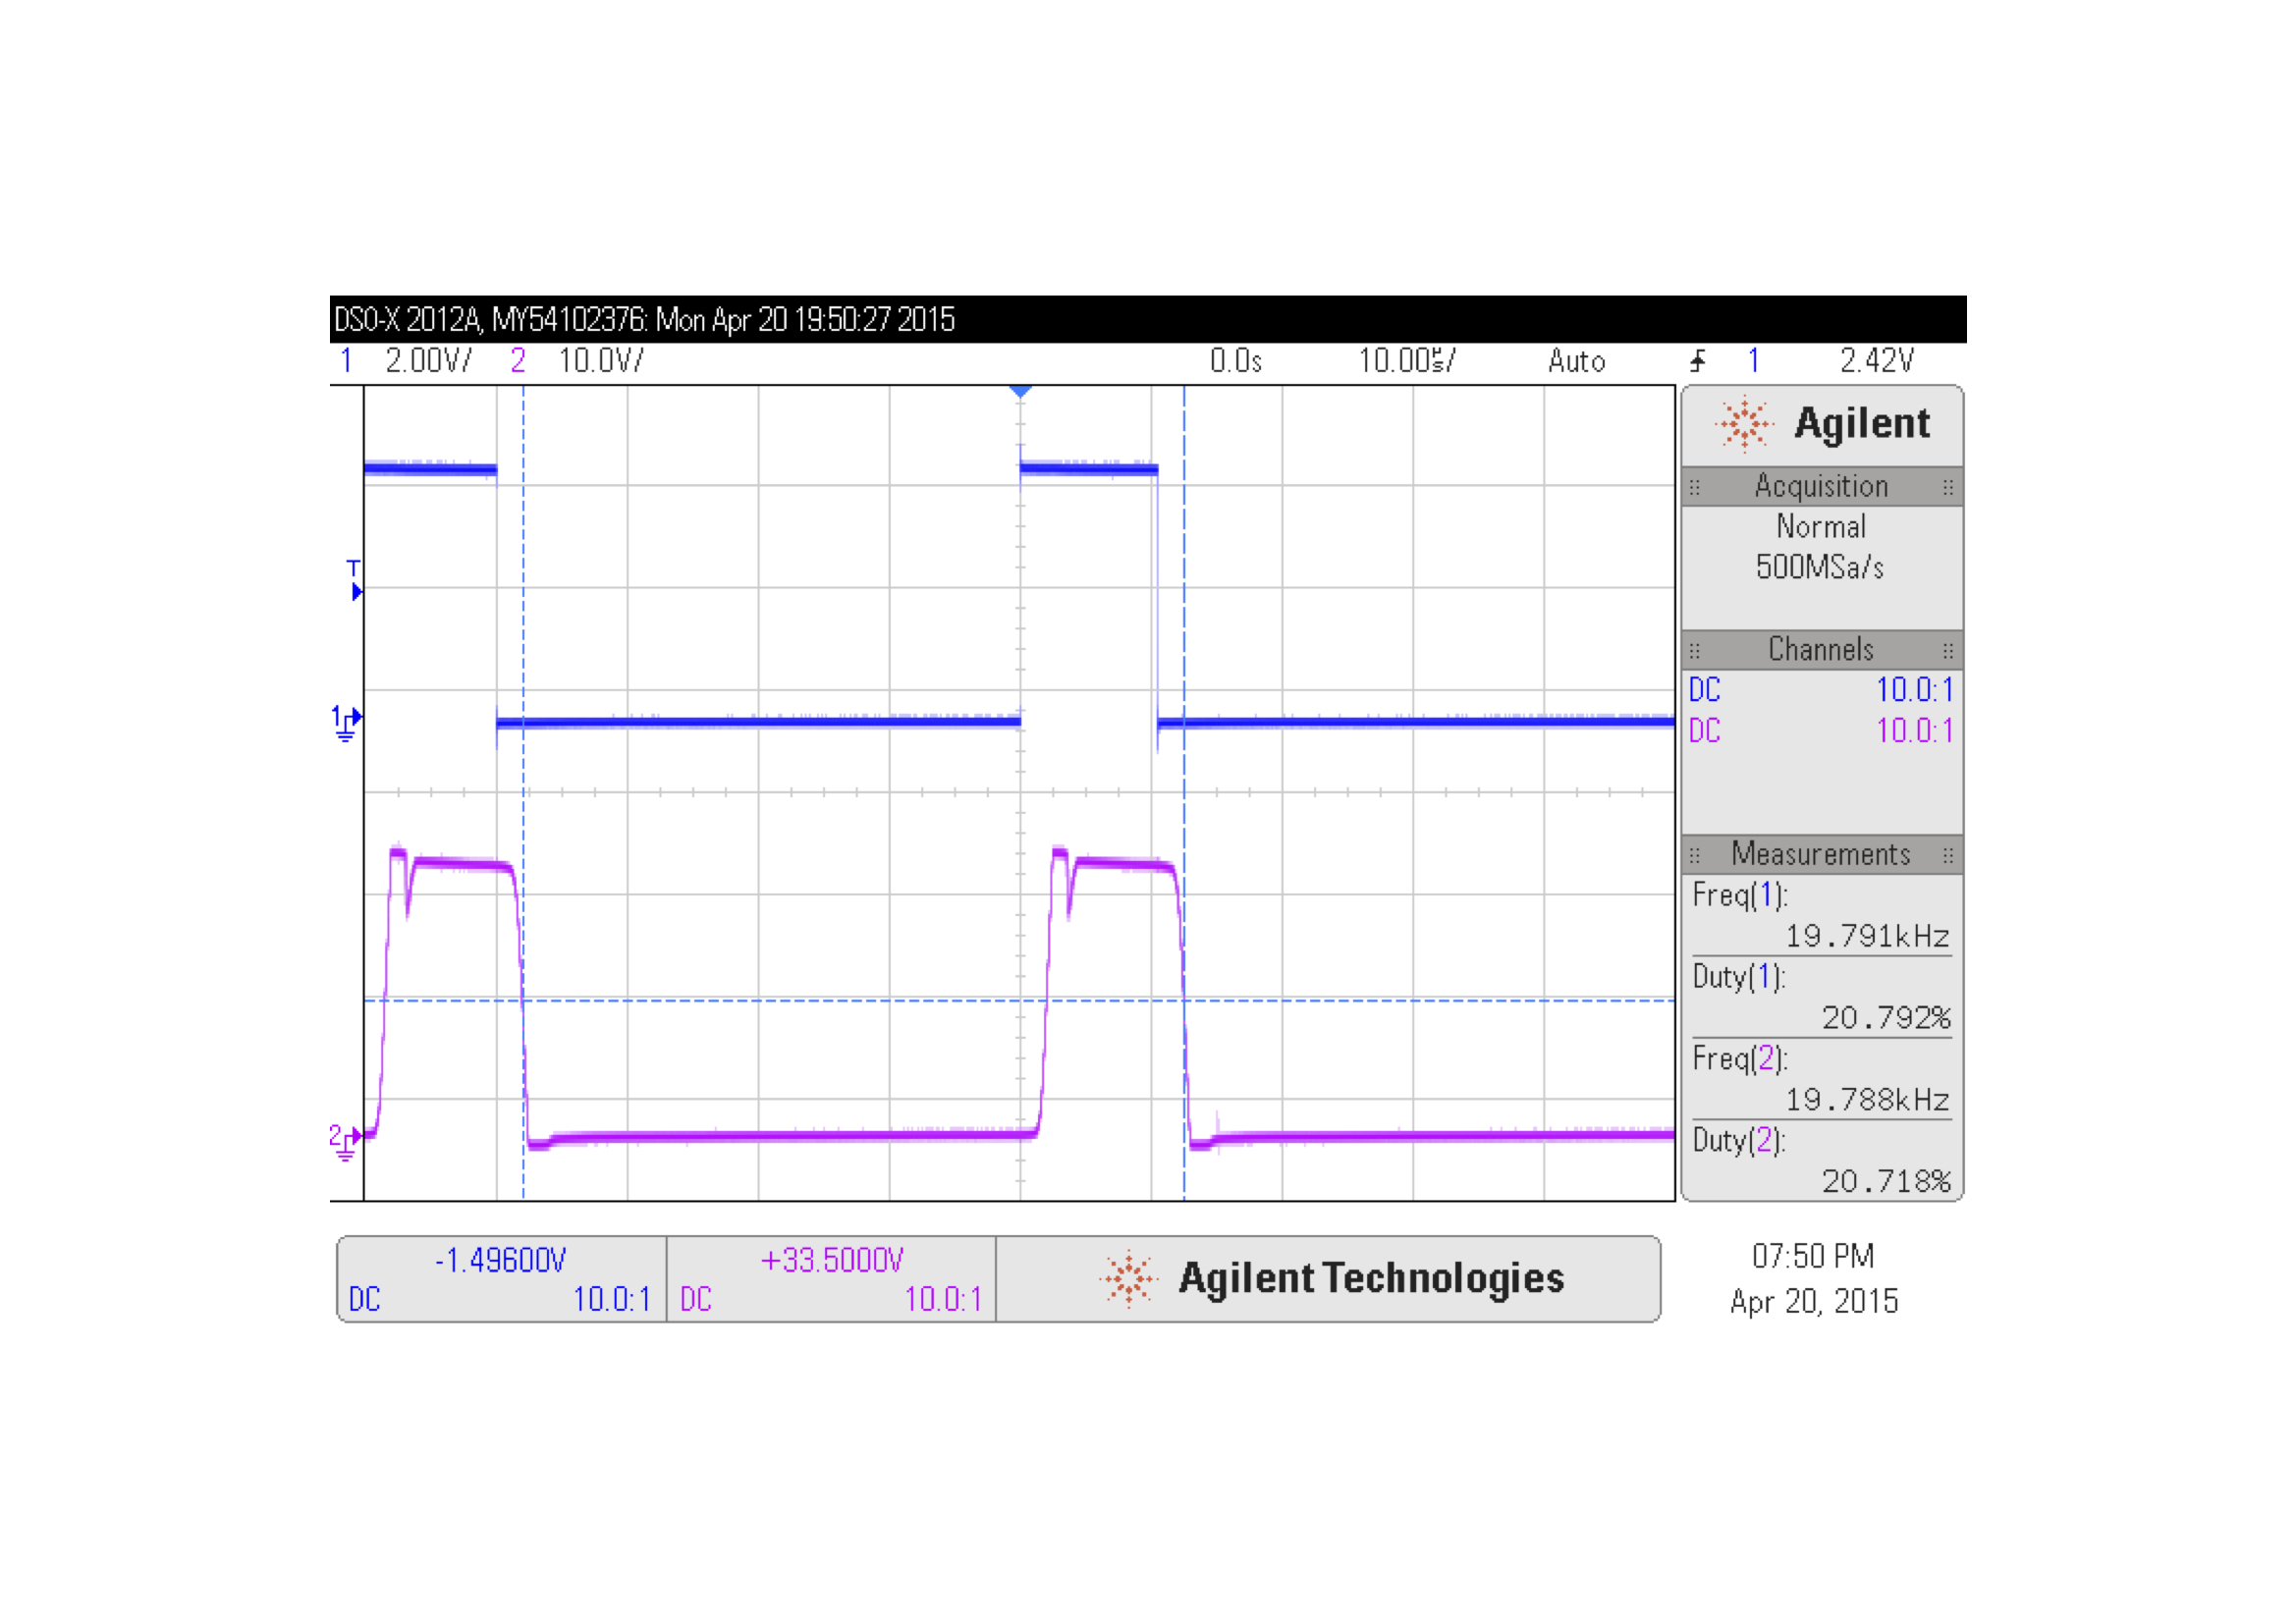 DSO-X 2012A, MY54102376: Mon Apr 20 19:50:27 2015
1 2.00V/ 2 10.0V/ 0.0s 10.00µs/ Auto 1 2.42V
Agilent
Acquisition
Normal
500MSa/s
T
Channels
DC 10.0:1
DC 10.0:1
1
Measurements
Freq(1):
19.791kHz
Duty(1):
20.792%
Freq(2):
19.788kHz
2
Duty(2):
20.718%
-1.49600V
DC 10.0:1
+33.5000V
DC 10.0:1
Agilent Technologies
07:50 PM
Apr 20, 2015